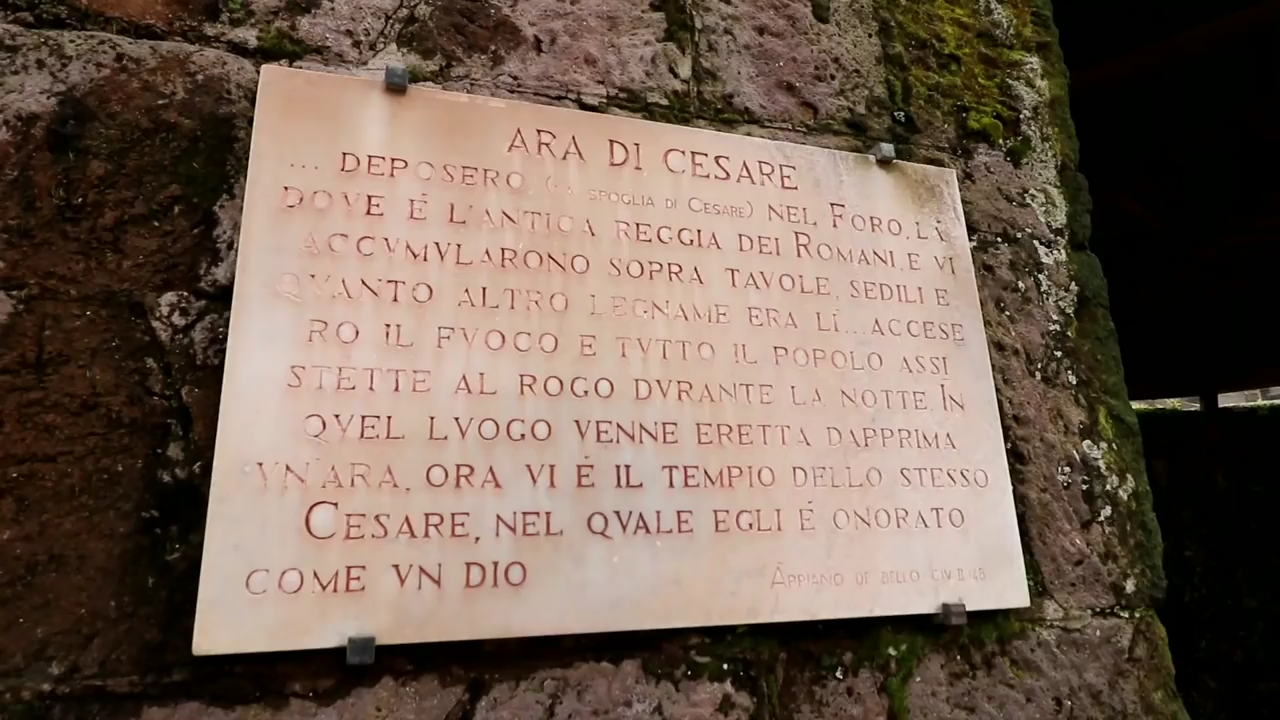 ARA DI CESARE
... DEPOSERO (LA SPOGLIA DI CESARE) NEL FORO, LÀ
DOVE É L'ANTICA REGGIA DEI ROMANI, E VI
ACCVMVLARONO SOPRA TAVOLE, SEDILI E
QVANTO ALTRO LEGNAME ERA LÍ... ACCESE
RO IL FVOCO E TVTTO IL POPOLO ASSI
STETTE AL ROGO DVRANTE LA NOTTE. IN
QVEL LVOGO VENNE ERETTA DAPPRIMA
VN'ARA, ORA VI É IL TEMPIO DELLO STESSO
CESARE, NEL QVALE EGLI É ONORATO
COME VN DIO
APPIANO DE BELLO CIV II 148